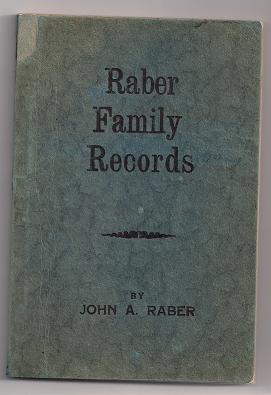 Raber
Family
Records
BY
JOHN A. RABER